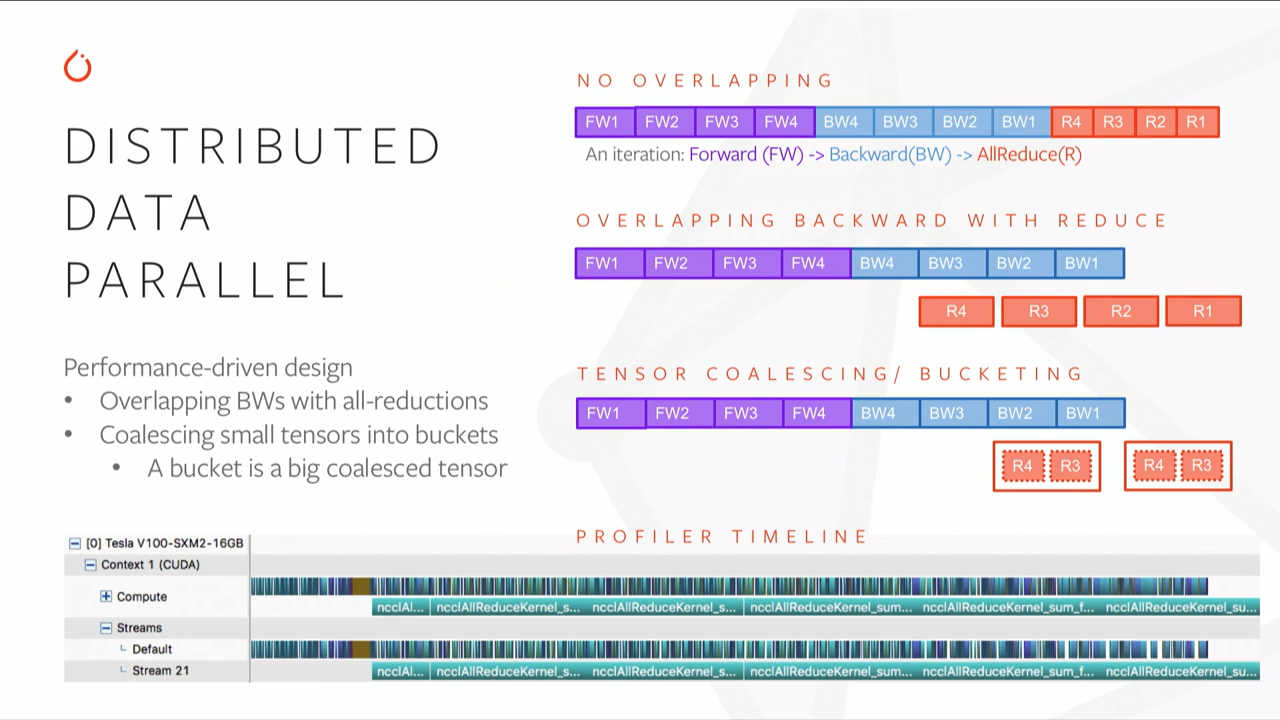 DISTRIBUTED
DATA
PARALLEL
Performance-driven design
• Overlapping BWs with all-reductions
• Coalescing small tensors into buckets
• A bucket is a big coalesced tensor
NO OVERLAPPING
FW1 FW2 FW3 FW4 BW4 BW3 BW2 BW1 R4 R3 R2 R1
An iteration: Forward (FW) -> Backward(BW) -> AllReduce(R)
OVERLAPPING BACKWARD WITH REDUCE
FW1 FW2 FW3 FW4 BW4 BW3 BW2 BW1
R4 R3 R2 R1
TENSOR COALESCING/ BUCKETING
FW1 FW2 FW3 FW4 BW4 BW3 BW2 BW1
R4 R3 R4 R3
PROFILER TIMELINE
[0] Tesla V100-SXM2-16GB
Context 1 (CUDA)
Compute
ncclAl... ncclAllReduceKernel_s... ncclAllReduceKernel_s... ncclAllReduceKernel_sum... ncclAllReduceKernel_sum_f... ncclAllReduceKernel_su...
Streams
Default
Stream 21
ncclAl... ncclAllReduceKernel_s... ncclAllReduceKernel_s... ncclAllReduceKernel_sum... ncclAllReduceKernel_sum_f... ncclAllReduceKernel_su...